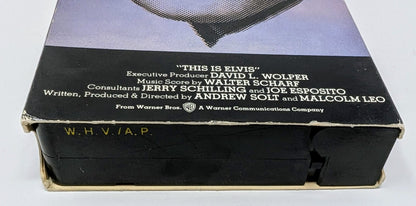 "THIS IS ELVIS"
Executive Producer DAVID L. WOLPER
Music Score by WALTER SCHARF
Consultants JERRY SCHILLING and JOE ESPOSITO
Written, Produced & Directed by ANDREW SOLT and MALCOLM LEO
From Warner Bros. A Warner Communications Company
W.H.V./A.P.